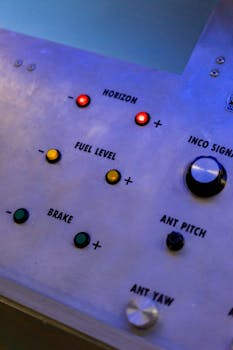 HORIZON
- +
FUEL LEVEL
- +
INCO SIGNA
BRAKE
- +
ANT PITCH
ANT YAW